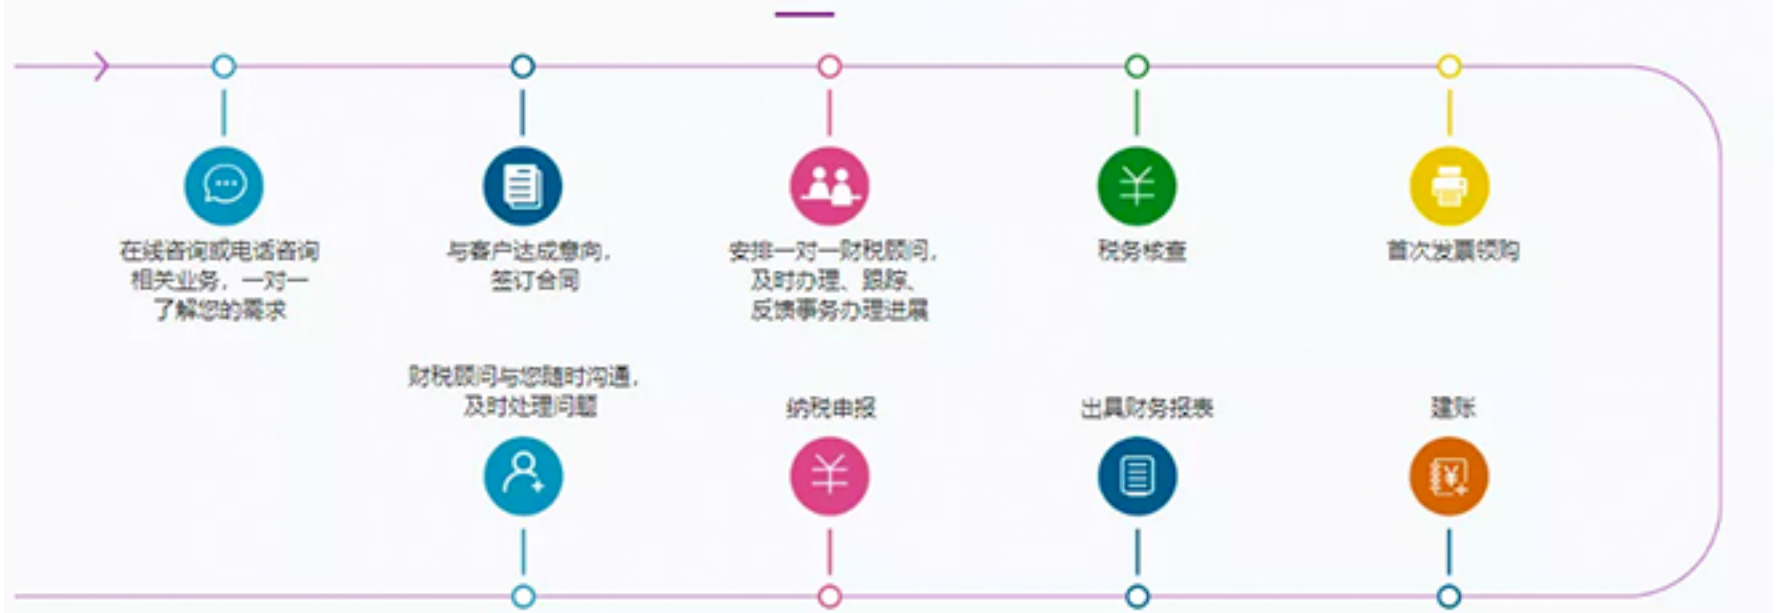 在线咨询或电话咨询
相关业务，一对一
了解您的需求
与客户达成意向，
签订合同
安排一对一财税顾问，
及时办理、跟踪、
反馈事务办理进展
税务核查
首次发票领购
财税顾问与您随时沟通，
及时处理问题
纳税申报
出具财务报表
建账